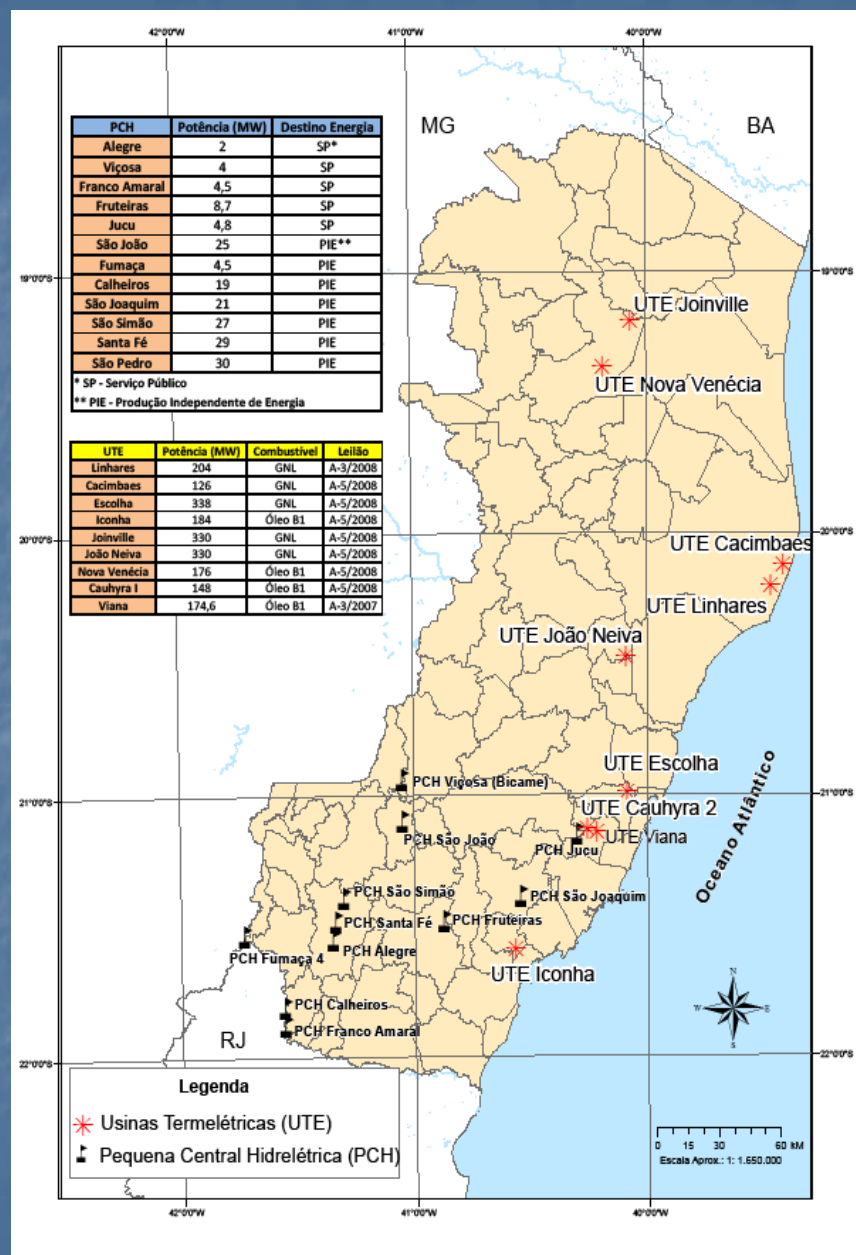 42°0'0"W 41°0'0"W 40°0'0"W
MG
BA
PCH Potência (MW) Destino Energia
Alegre 2 SP*
Viçosa 4 SP
Franco Amaral 4,5 SP
Fruteiras 8,7 SP
Jucu 4,8 SP
São João 25 PIE**
Fumaça 4,5 PIE
Calheiros 19 PIE
São Joaquim 21 PIE
São Simão 27 PIE
Santa Fé 29 PIE
São Pedro 30 PIE
* SP - Serviço Público
** PIE - Produção Independente de Energia
19°0'0"S 19°0'0"S
UTE Joinville
UTE Nova Venécia
UTE Potência (MW) Combustível Leilão
Linhares 204 GNL A-3/2008
Cacimbaes 126 GNL A-5/2008
Escolha 338 GNL A-5/2008
Iconha 184 Óleo B1 A-5/2008
Joinville 330 GNL A-5/2008
João Neiva 330 GNL A-5/2008
Nova Venécia 176 Óleo B1 A-5/2008
Cauhyra I 148 Óleo B1 A-5/2008
Viana 174,6 Óleo B1 A-3/2007
20°0'0"S 20°0'0"S
UTE Cacimbaes
UTE Linhares
UTE João Neiva
UTE Escolha
PCH Viçosa (Bicame)
21°0'0"S 21°0'0"S
UTE Cauhyra 2
UTE Viana
PCH São João
PCH Jucu
Oceano Atlântico
PCH São Simão
PCH São Joaquim
PCH Santa Fé
PCH Fruteiras
PCH Alegre
PCH Fumaça 4
UTE Iconha
PCH Calheiros
PCH Franco Amaral
RJ
N
W E
S
22°0'0"S 22°0'0"S
Legenda
Usinas Termelétricas (UTE)
Pequena Central Hidrelétrica (PCH)
0 15 30 60 kM
Escala Aprox.: 1: 1.650.000
42°0'0"W 41°0'0"W 40°0'0"W